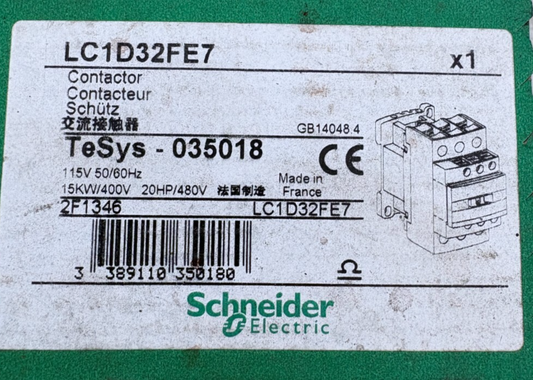 LC1D32FE7 x1
Contactor
Contacteur
Schütz
交流接触器 GB14048.4
TeSys - 035018 CE
115V 50/60Hz Made in
15KW/400V 20HP/480V 法国制造 France
2F1346 LC1D32FE7
3 389110 350180
Schneider
Electric